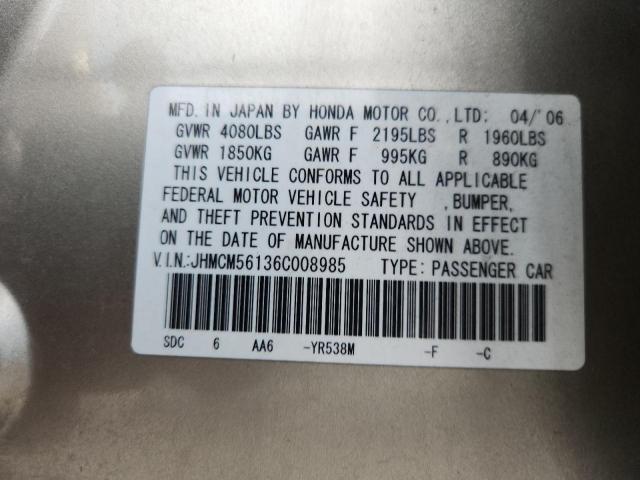 MFD. IN JAPAN BY HONDA MOTOR CO.,LTD: 04/'06
GVWR 4080LBS GAWR F 2195LBS R 1960LBS
GVWR 1850KG GAWR F 995KG R 890KG
THIS VEHICLE CONFORMS TO ALL APPLICABLE
FEDERAL MOTOR VEHICLE SAFETY ,BUMPER,
AND THEFT PREVENTION STANDARDS IN EFFECT
ON THE DATE OF MANUFACTURE SHOWN ABOVE.
V.I.N.:JHMCM56136C008985 TYPE: PASSENGER CAR
SDC 6 AA6 -YR538M -F -C